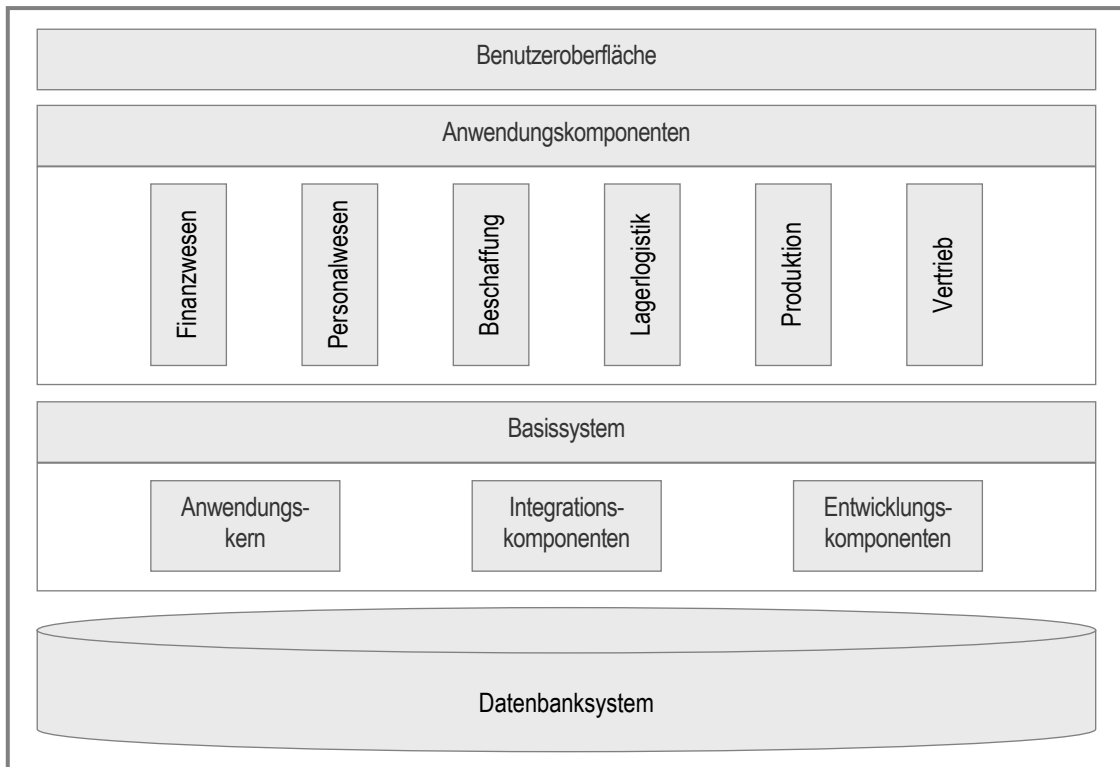 Benutzeroberfläche
Anwendungskomponenten
Finanzwesen
Personalwesen
Beschaffung
Lagerlogistik
Produktion
Vertrieb
Basissystem
Anwendungs-
kern
Integrations-
komponenten
Entwicklungs-
komponenten
Datenbanksystem